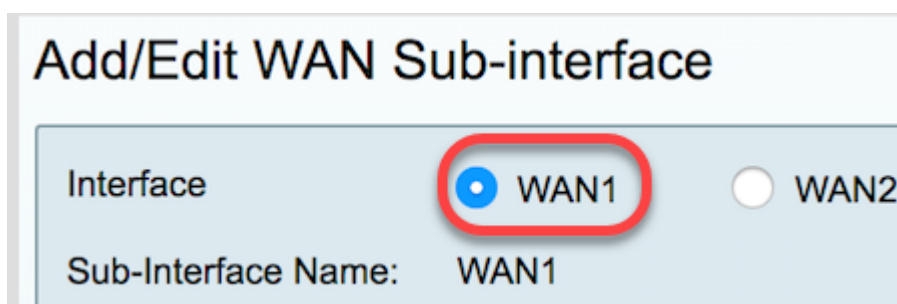 Add/Edit WAN Sub-interface
Interface WAN1 WAN2
Sub-Interface Name: WAN1